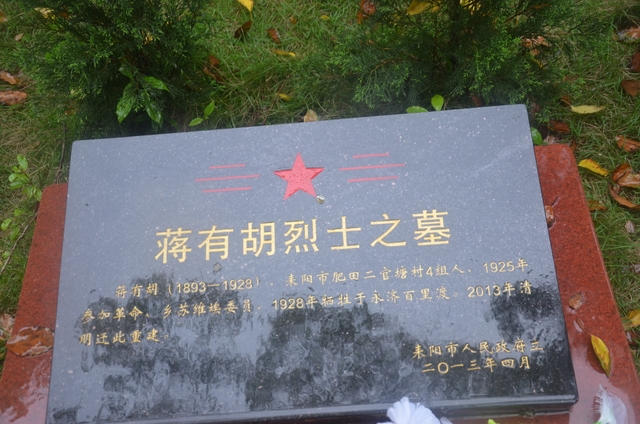 蒋有胡烈士之墓
蒋有胡（1893—1928），耒阳市肥田二官塘村4组人，1925年
参加革命、乡苏维埃委员，1928年牺牲于永济百里渡。2013年清
明迁此重建。
耒阳市人民政府立
二〇一三年四月